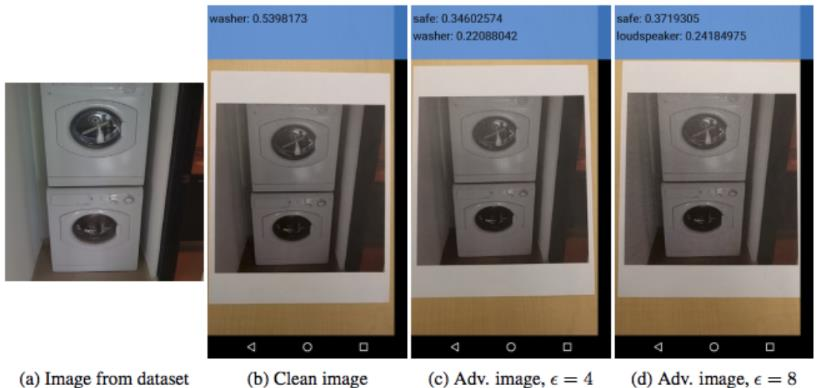 washer: 0.5398173
safe: 0.34602574
washer: 0.22088042
safe: 0.3719305
loudspeaker: 0.24184975
(a) Image from dataset
(b) Clean image
(c) Adv. image, ϵ = 4
(d) Adv. image, ϵ = 8